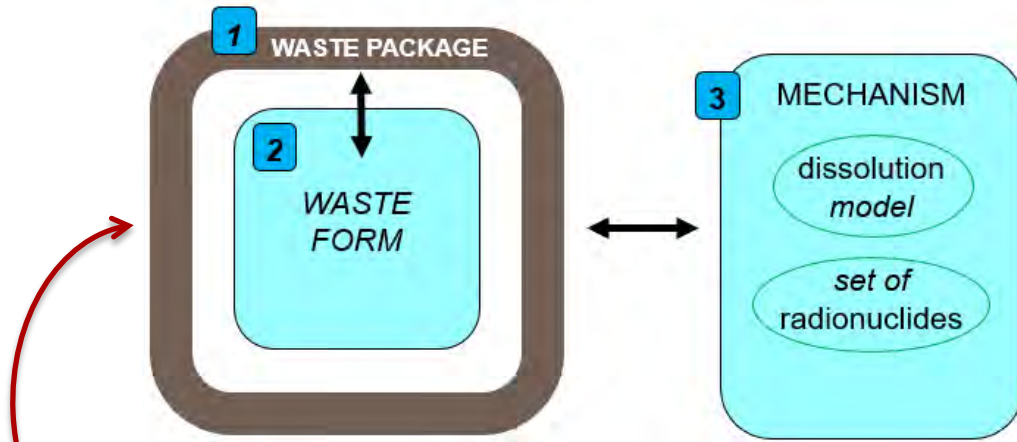 1
WASTE PACKAGE
2
WASTE
FORM
3
MECHANISM
dissolution
model
set of
radionuclides